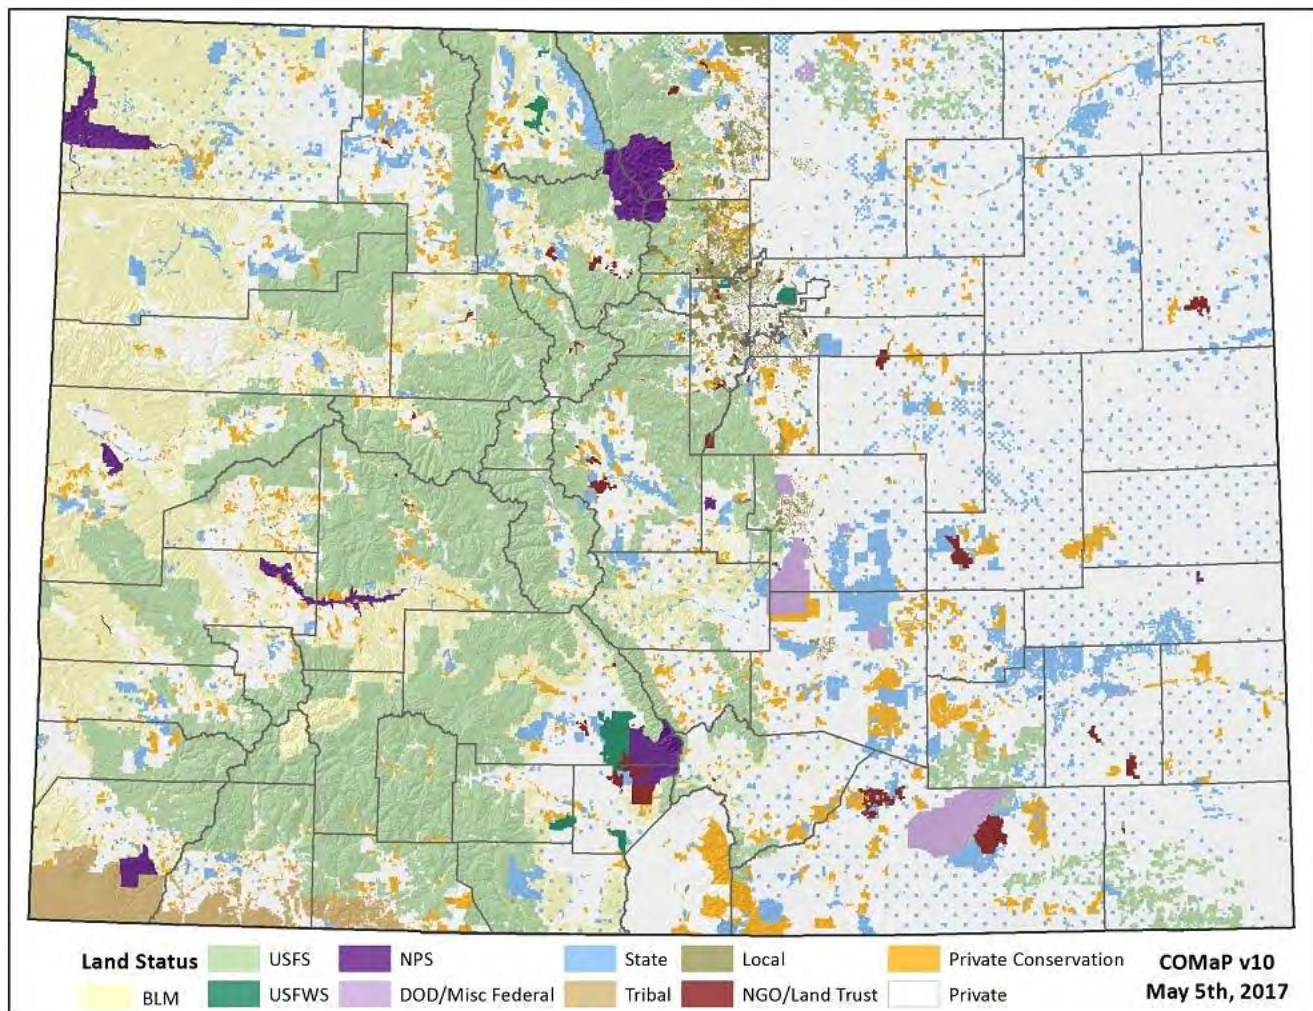 Land Status
USFS
NPS
State
Local
Private Conservation
BLM
USFWS
DOD/Misc Federal
Tribal
NGO/Land Trust
Private
COMaP v10
May 5th, 2017